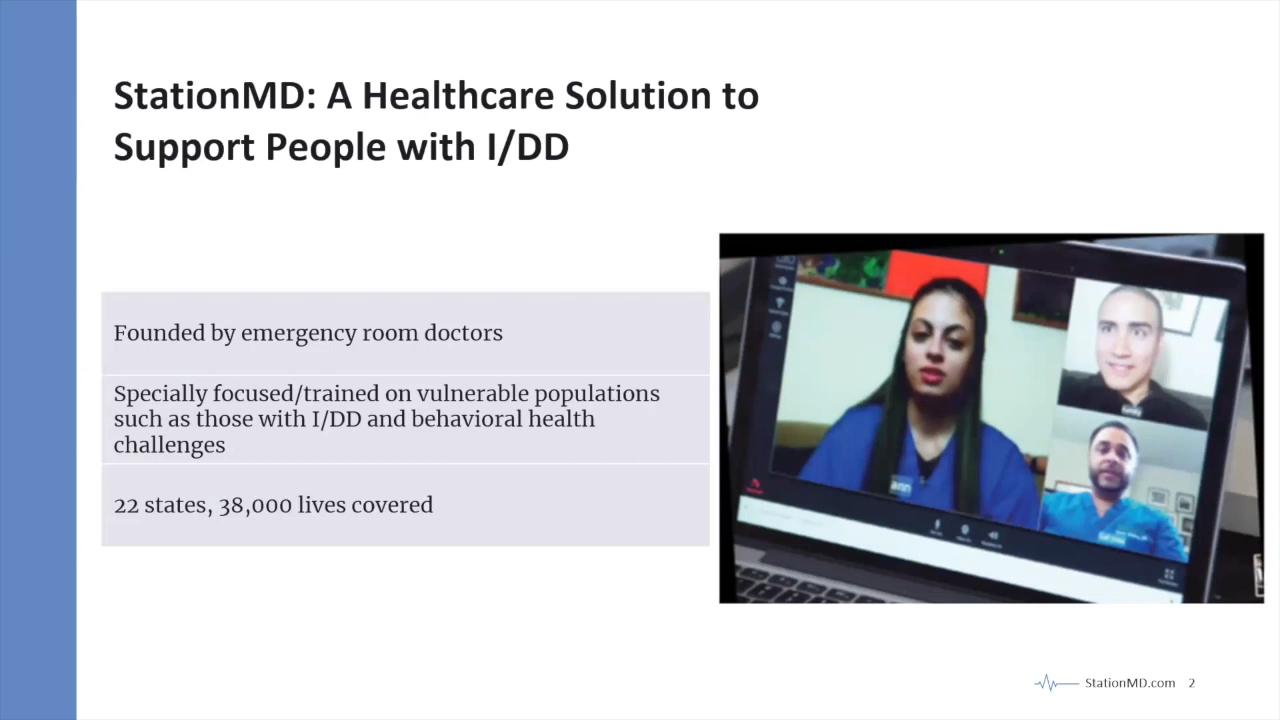 StationMD: A Healthcare Solution to
Support People with I/DD
Founded by emergency room doctors
Specially focused/trained on vulnerable populations
such as those with I/DD and behavioral health
challenges
22 states, 38,000 lives covered
ann
StationMD.com 2